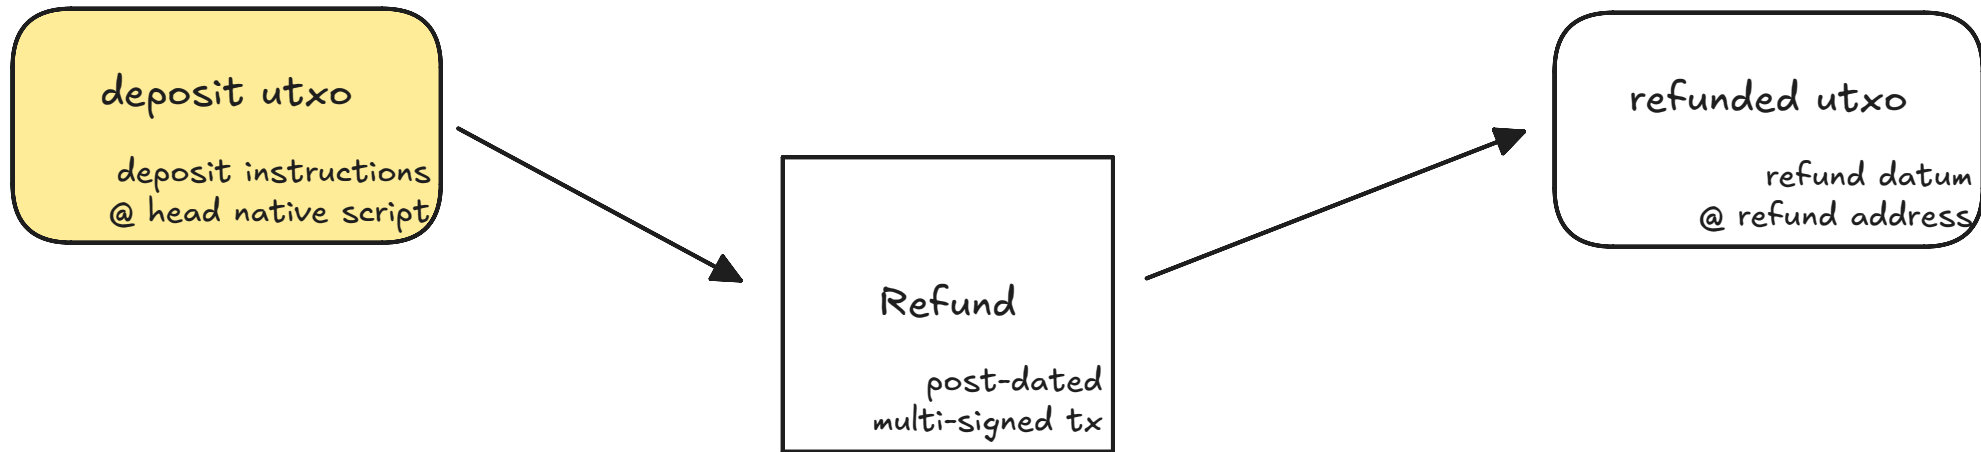 deposit utxo
deposit instructions
@ head native script
Refund
post-dated
multi-signed tx
refunded utxo
refund datum
@ refund address